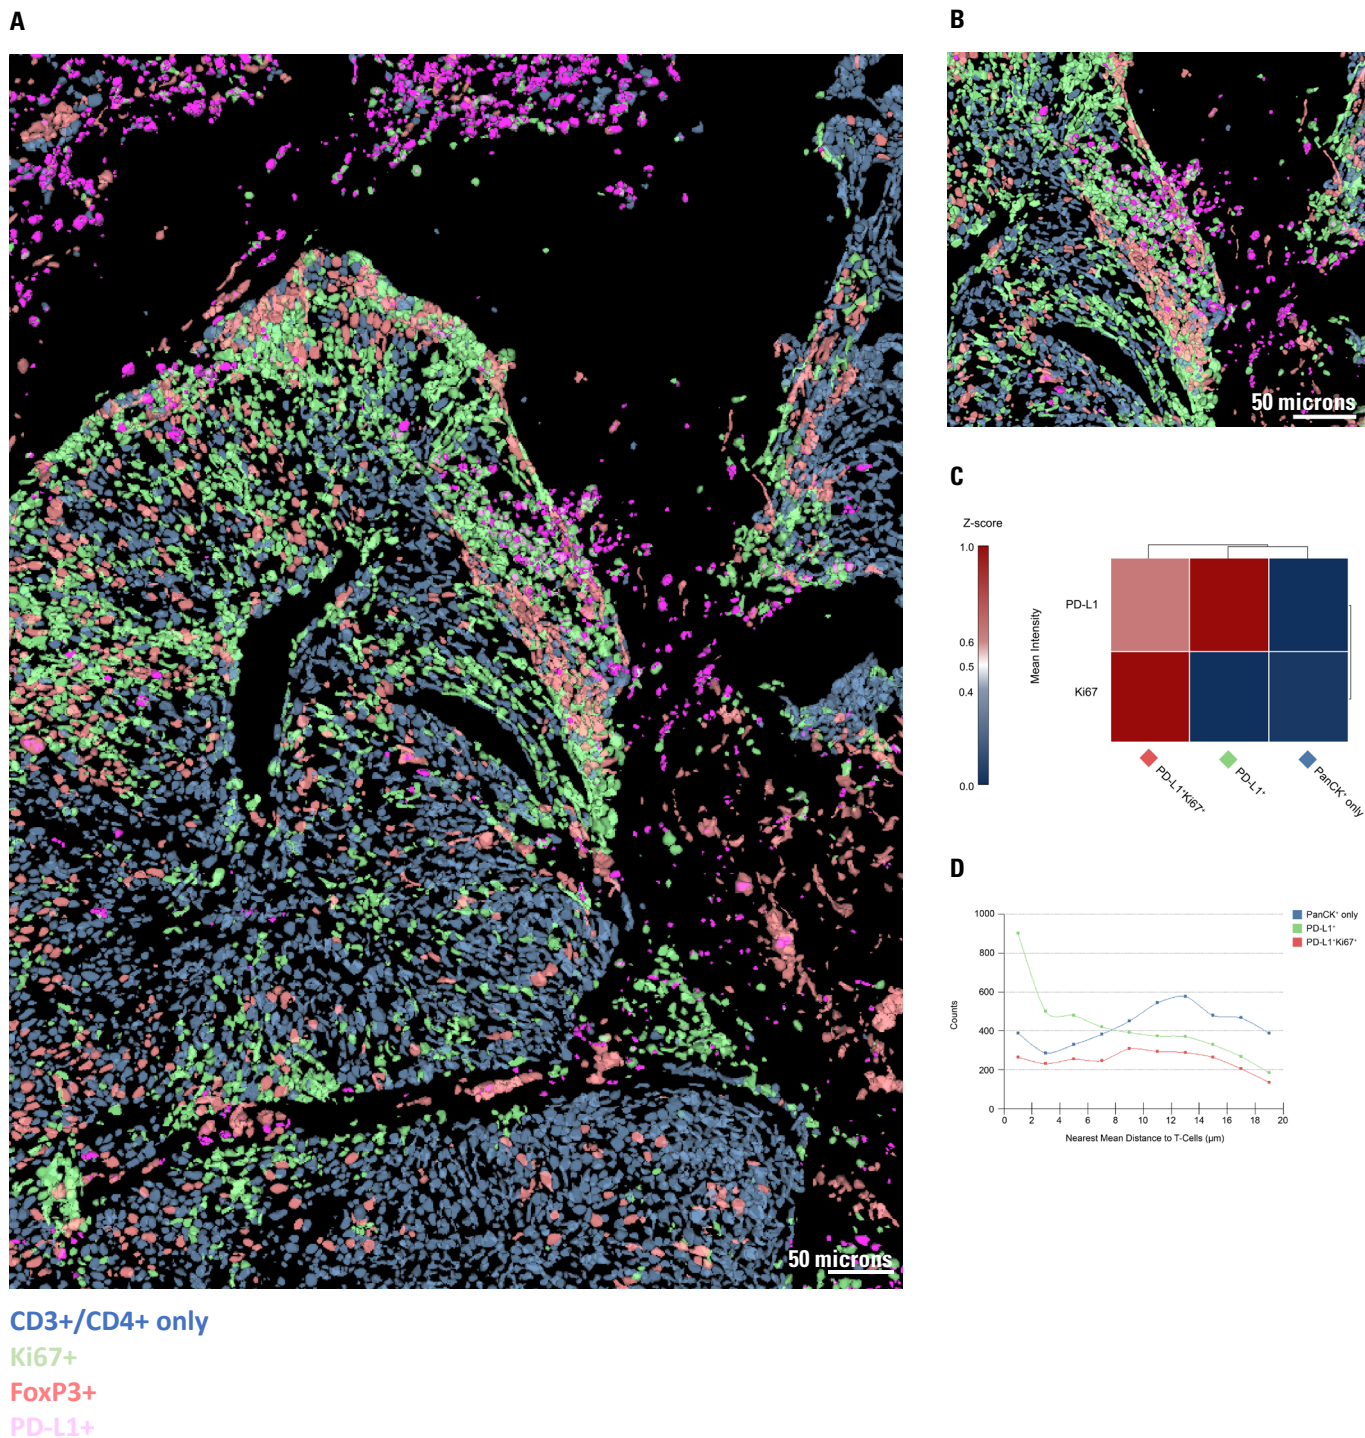 A
B
50 microns
50 microns
CD3+/CD4+ only
Ki67+
FoxP3+
PD-L1+
C
Z-score
1.0
0.6
0.5
0.4
0.0
Mean Intensity
PD-L1
Ki67
PD-L1⁺Ki67⁺
PD-L1⁺
PanCK⁺ only
D
1000
800
600
400
200
0
Counts
0 2 4 6 8 10 12 14 16 18 20
Nearest Mean Distance to T-Cells (µm)
PanCK⁺ only
PD-L1⁺
PD-L1⁺Ki67⁺